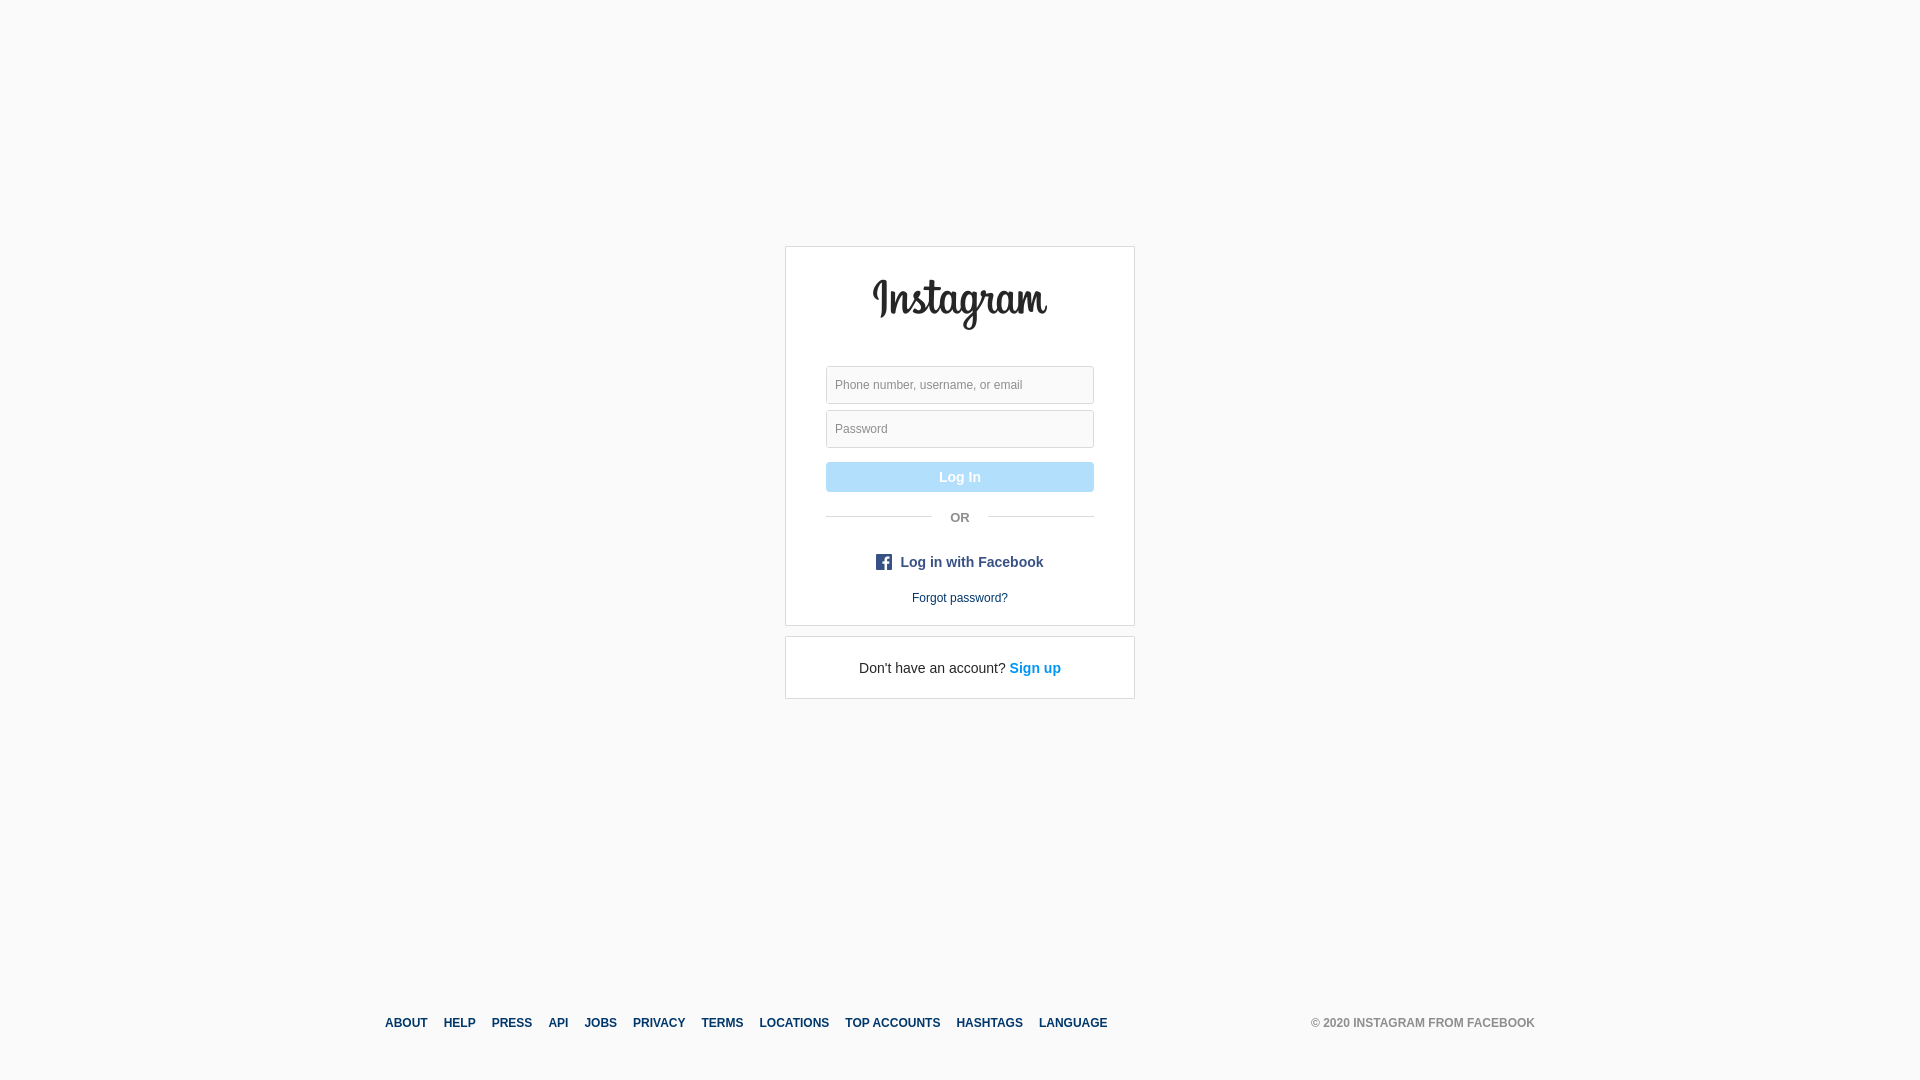 Instagram
Phone number, username, or email
Password
Log In
OR
Log in with Facebook
Forgot password?
Don't have an account? Sign up
ABOUT HELP PRESS API JOBS PRIVACY TERMS LOCATIONS TOP ACCOUNTS HASHTAGS LANGUAGE © 2020 INSTAGRAM FROM FACEBOOK